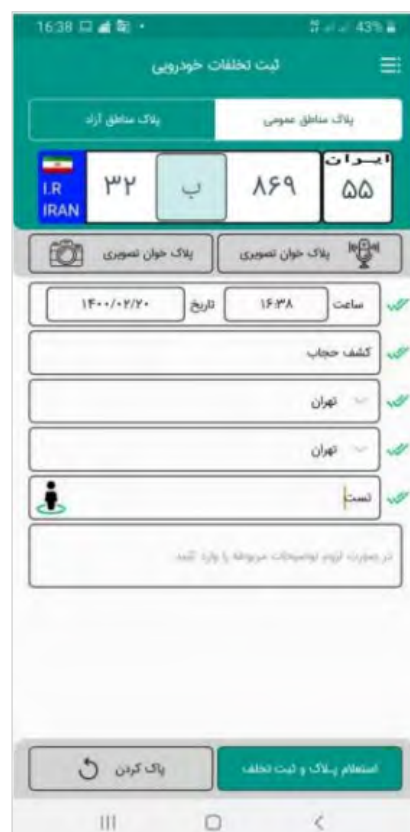 16:38 43%
ثبت تخلفات خودرویی
پلاک مناطق عمومی پلاک مناطق آزاد
ایران
I.R ۳۲ ب ۸۶۹ ۵۵
IRAN
پلاک خوان تصویری پلاک خوان تصویری
ساعت ۱۶:۳۸ تاریخ ۱۴۰۰/۰۲/۲۰
کشف حجاب
تهران
تهران
تست
در صورت لزوم توضیحات مربوطه را وارد کنید
استعلام پلاک و ثبت تخلف پاک کردن